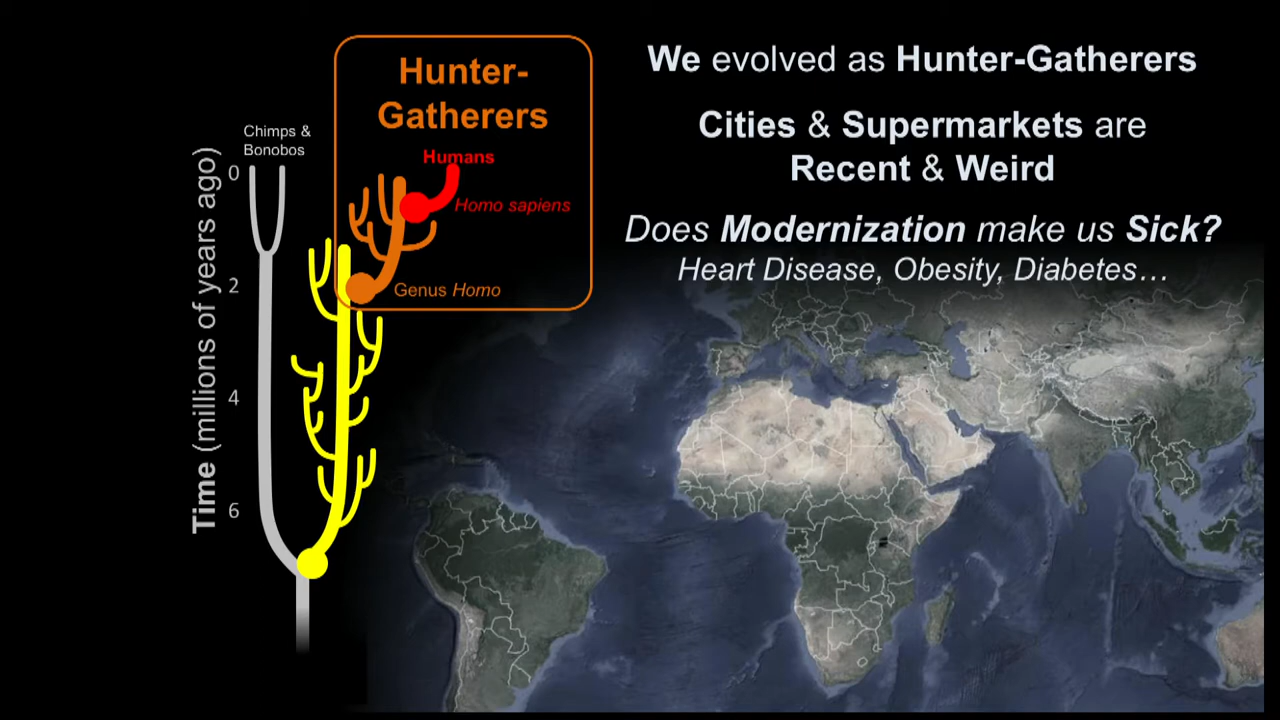 Hunter-
Gatherers
Chimps &
Bonobos
Humans
Homo sapiens
Genus Homo
Time (millions of years ago)
0
2
4
6
We evolved as Hunter-Gatherers
Cities & Supermarkets are
Recent & Weird
Does Modernization make us Sick?
Heart Disease, Obesity, Diabetes…